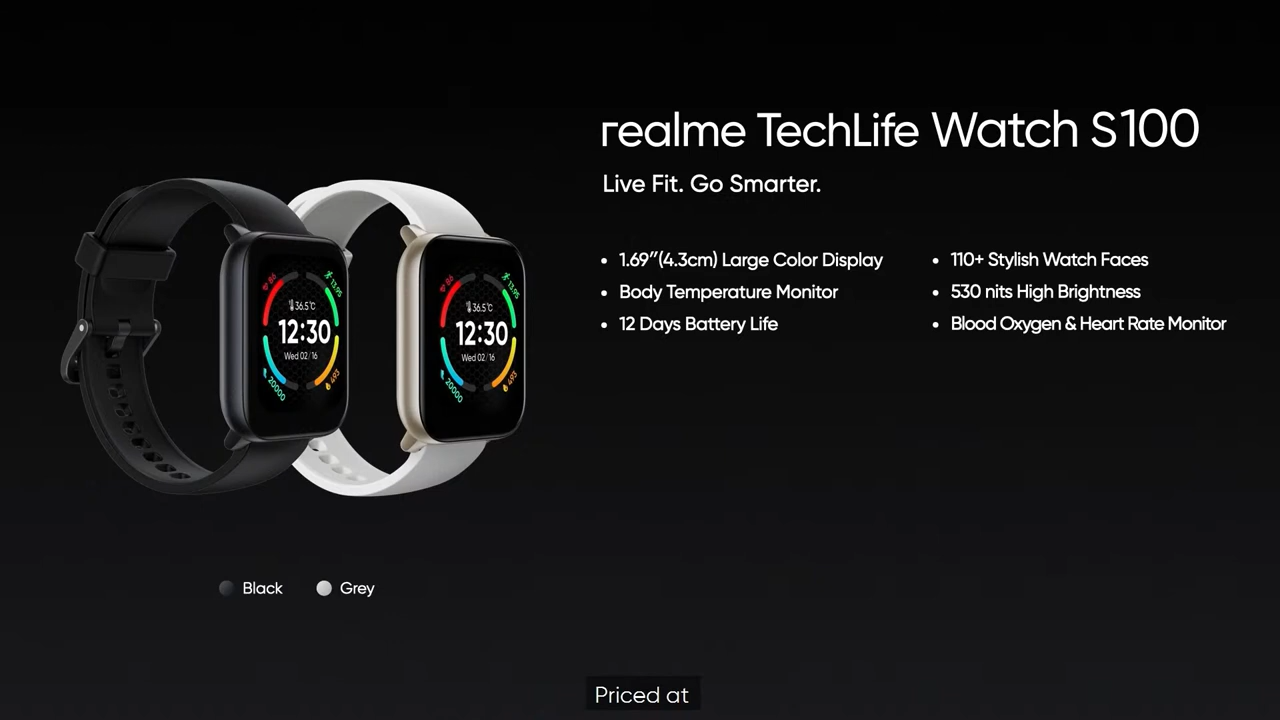 realme TechLife Watch S100
Live Fit. Go Smarter.
• 1.69″(4.3cm) Large Color Display
• Body Temperature Monitor
• 12 Days Battery Life
• 110+ Stylish Watch Faces
• 530 nits High Brightness
• Blood Oxygen & Heart Rate Monitor
86
13.95
36.5℃
12:30
Wed 02/16
20000
493
86
13.95
36.5℃
12:30
Wed 02/16
20000
493
Black
Grey
Priced at